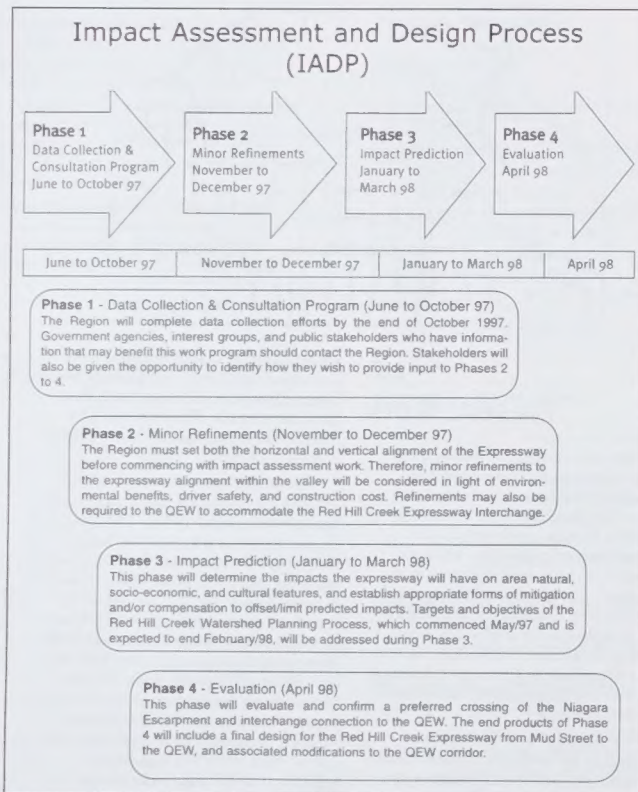 Impact Assessment and Design Process
(IADP)
Phase 1
Data Collection &
Consultation Program
June to October 97
Phase 2
Minor Refinements
November to
December 97
Phase 3
Impact Prediction
January to
March 98
Phase 4
Evaluation
April 98
June to October 97 November to December 97 January to March 98 April 98
Phase 1 - Data Collection & Consultation Program (June to October 97)
The Region will complete data collection efforts by the end of October 1997.
Government agencies, interest groups, and public stakeholders who have informa-
tion that may benefit this work program should contact the Region. Stakeholders will
also be given the opportunity to identify how they wish to provide input to Phases 2
to 4.
Phase 2 - Minor Refinements (November to December 97)
The Region must set both the horizontal and vertical alignment of the Expressway
before commencing with impact assessment work. Therefore, minor refinements to
the expressway alignment within the valley will be considered in light of environ-
mental benefits, driver safety, and construction cost. Refinements may also be
required to the QEW to accommodate the Red Hill Creek Expressway Interchange.
Phase 3 - Impact Prediction (January to March 98)
This phase will determine the impacts the expressway will have on area natural,
socio-economic, and cultural features, and establish appropriate forms of mitigation
and/or compensation to offset/limit predicted impacts. Targets and objectives of the
Red Hill Creek Watershed Planning Process, which commenced May/97 and is
expected to end February/98, will be addressed during Phase 3.
Phase 4 - Evaluation (April 98)
This phase will evaluate and confirm a preferred crossing of the Niagara
Escarpment and interchange connection to the QEW. The end products of Phase
4 will include a final design for the Red Hill Creek Expressway from Mud Street to
the QEW, and associated modifications to the QEW corridor.